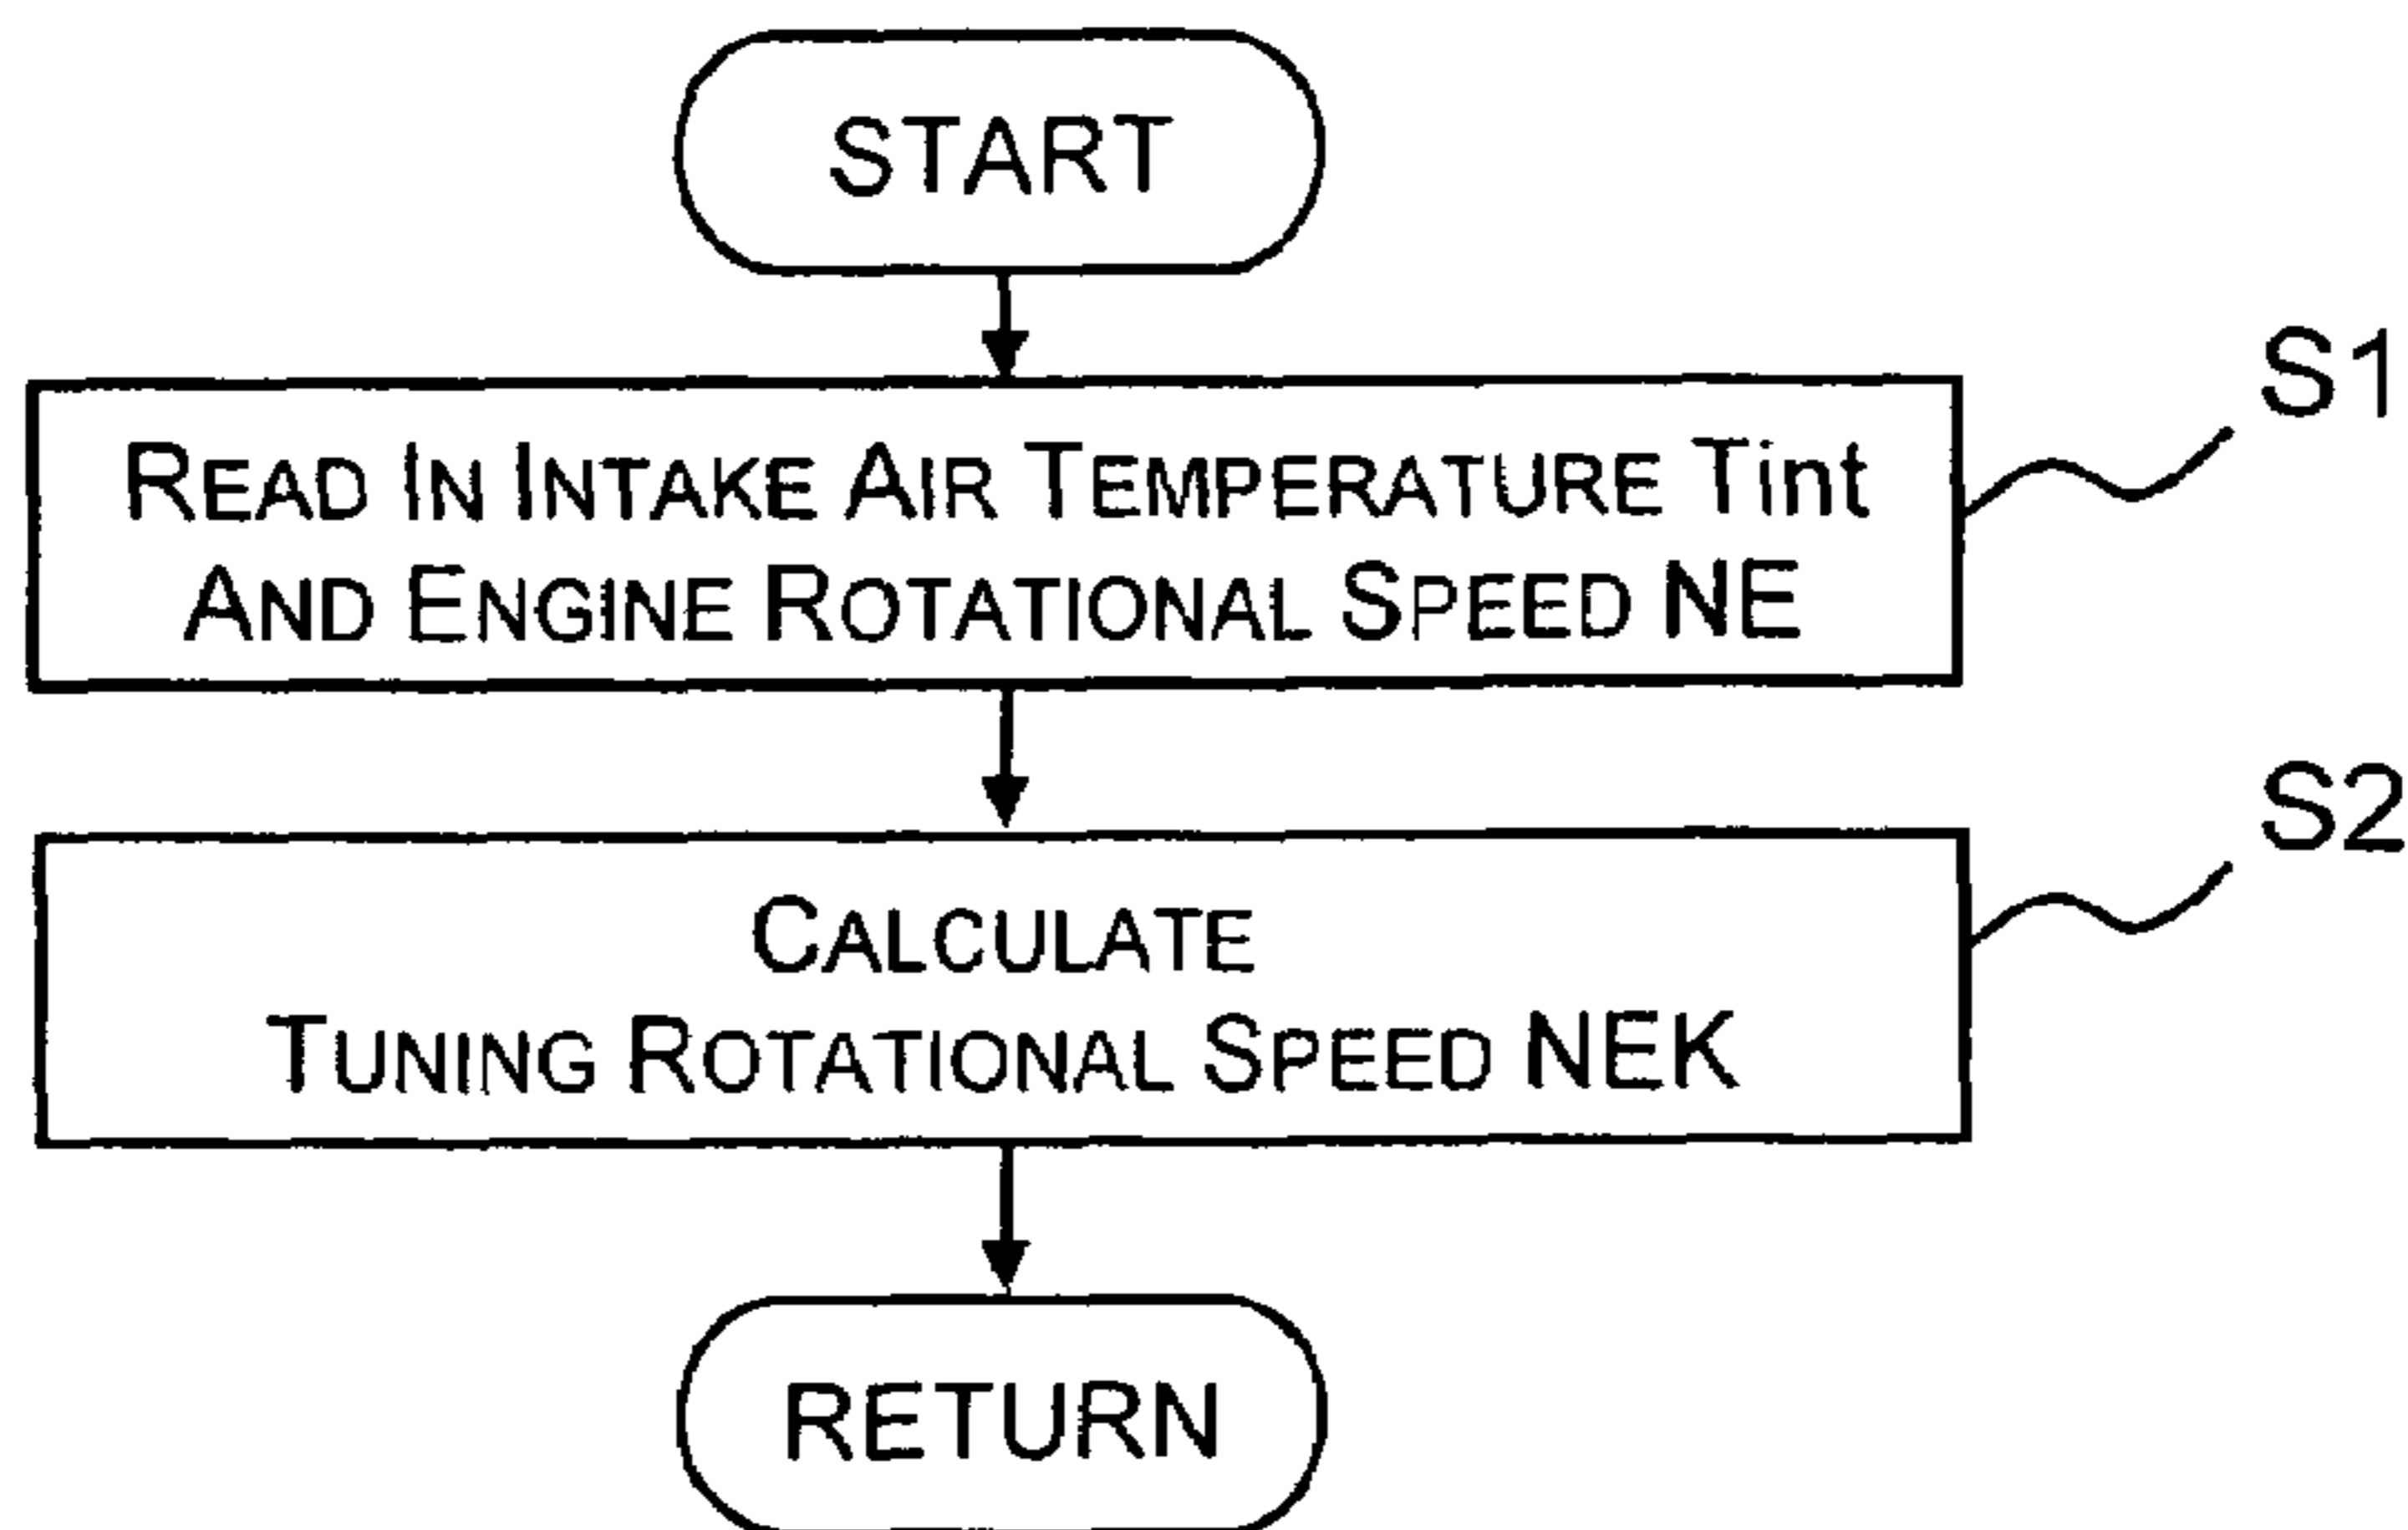 START
READ IN INTAKE AIR TEMPERATURE Tint
AND ENGINE ROTATIONAL SPEED NE
S1
CALCULATE
TUNING ROTATIONAL SPEED NEK
S2
RETURN